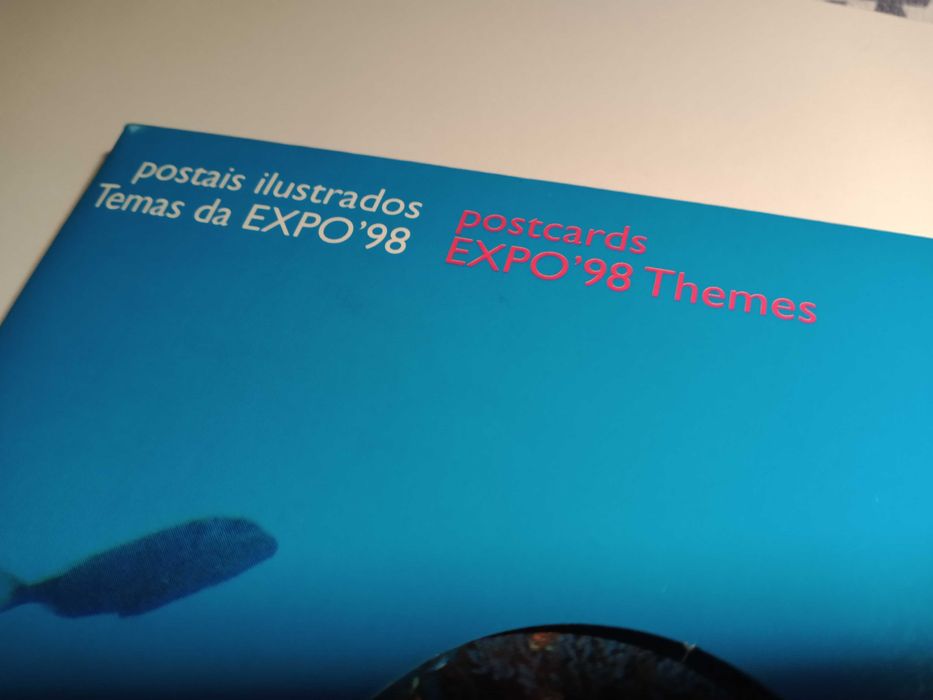 postais ilustrados
Temas da EXPO'98
postcards
EXPO'98 Themes